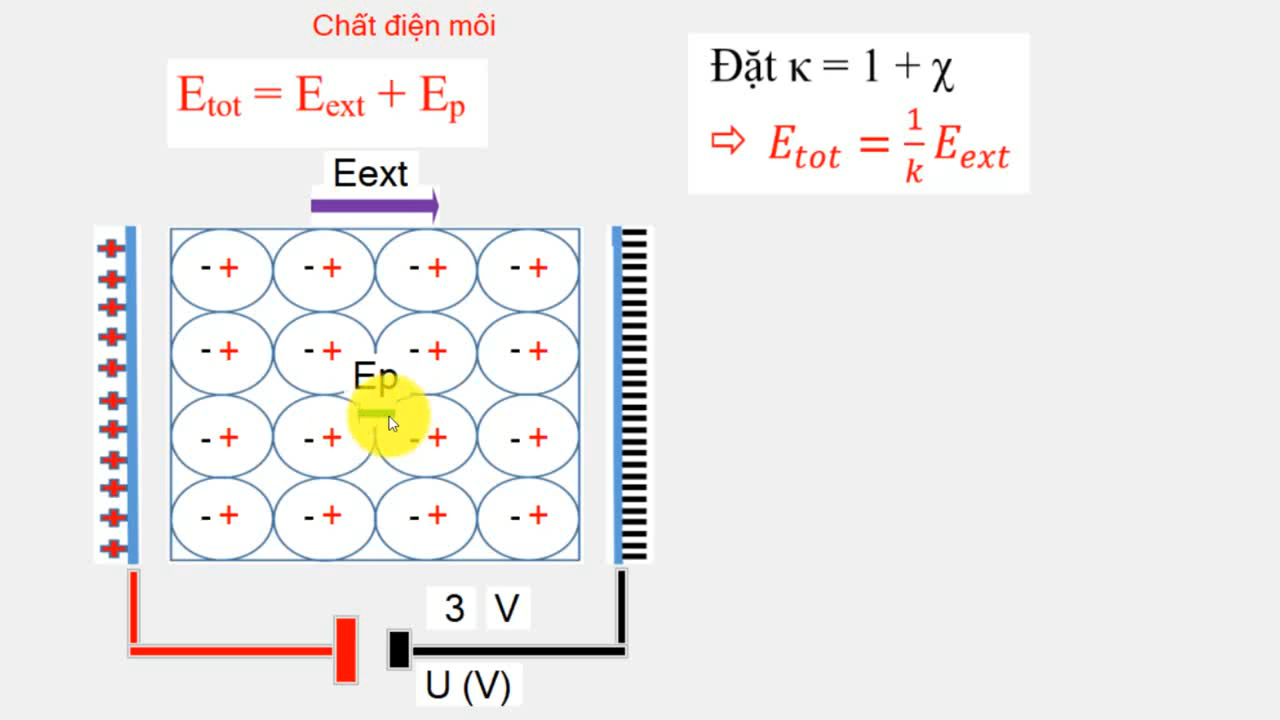 Chất điện môi
Etot = Eext + Ep
Đặt κ = 1 + χ
⇨ Etot = 1/k Eext
Eext
- + - + - + - +
- + - + - + - +
Ep
- + - + - + - +
- + - + - + - +
3 V
U (V)